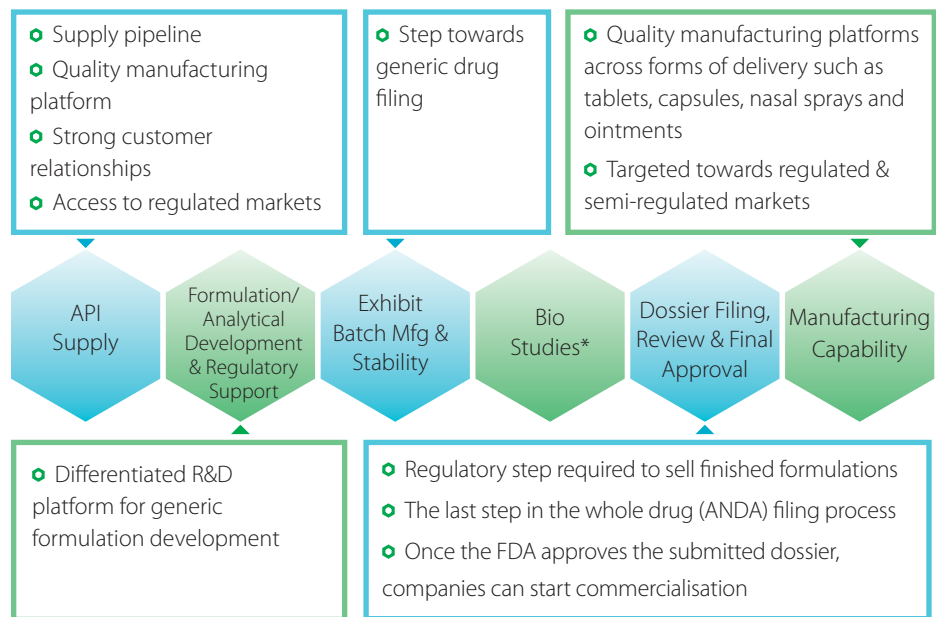 Supply pipeline
Quality manufacturing
platform
Strong customer
relationships
Access to regulated markets
Step towards
generic drug
filing
Quality manufacturing platforms
across forms of delivery such as
tablets, capsules, nasal sprays and
ointments
Targeted towards regulated &
semi-regulated markets
API
Supply
Formulation/
Analytical
Development
& Regulatory
Support
Exhibit
Batch Mfg &
Stability
Bio
Studies*
Dossier Filing,
Review & Final
Approval
Manufacturing
Capability
Differentiated R&D
platform for generic
formulation development
Regulatory step required to sell finished formulations
The last step in the whole drug (ANDA) filing process
Once the FDA approves the submitted dossier,
companies can start commercialisation